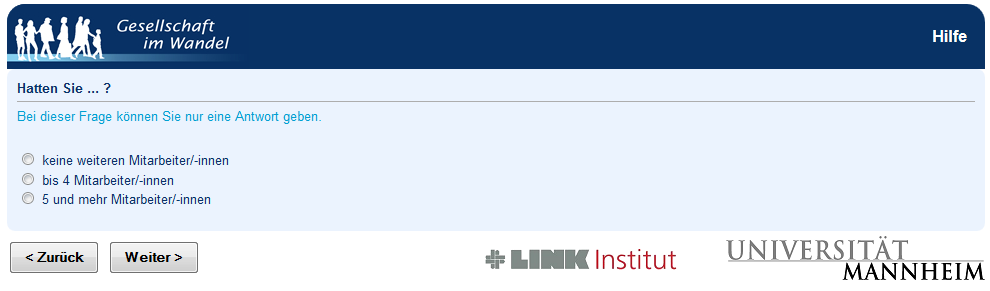 Gesellschaft
im Wandel
Hilfe
Hatten Sie ... ?
Bei dieser Frage können Sie nur eine Antwort geben.
keine weiteren Mitarbeiter/-innen
bis 4 Mitarbeiter/-innen
5 und mehr Mitarbeiter/-innen
< Zurück
Weiter >
LINK Institut
UNIVERSITÄT
MANNHEIM